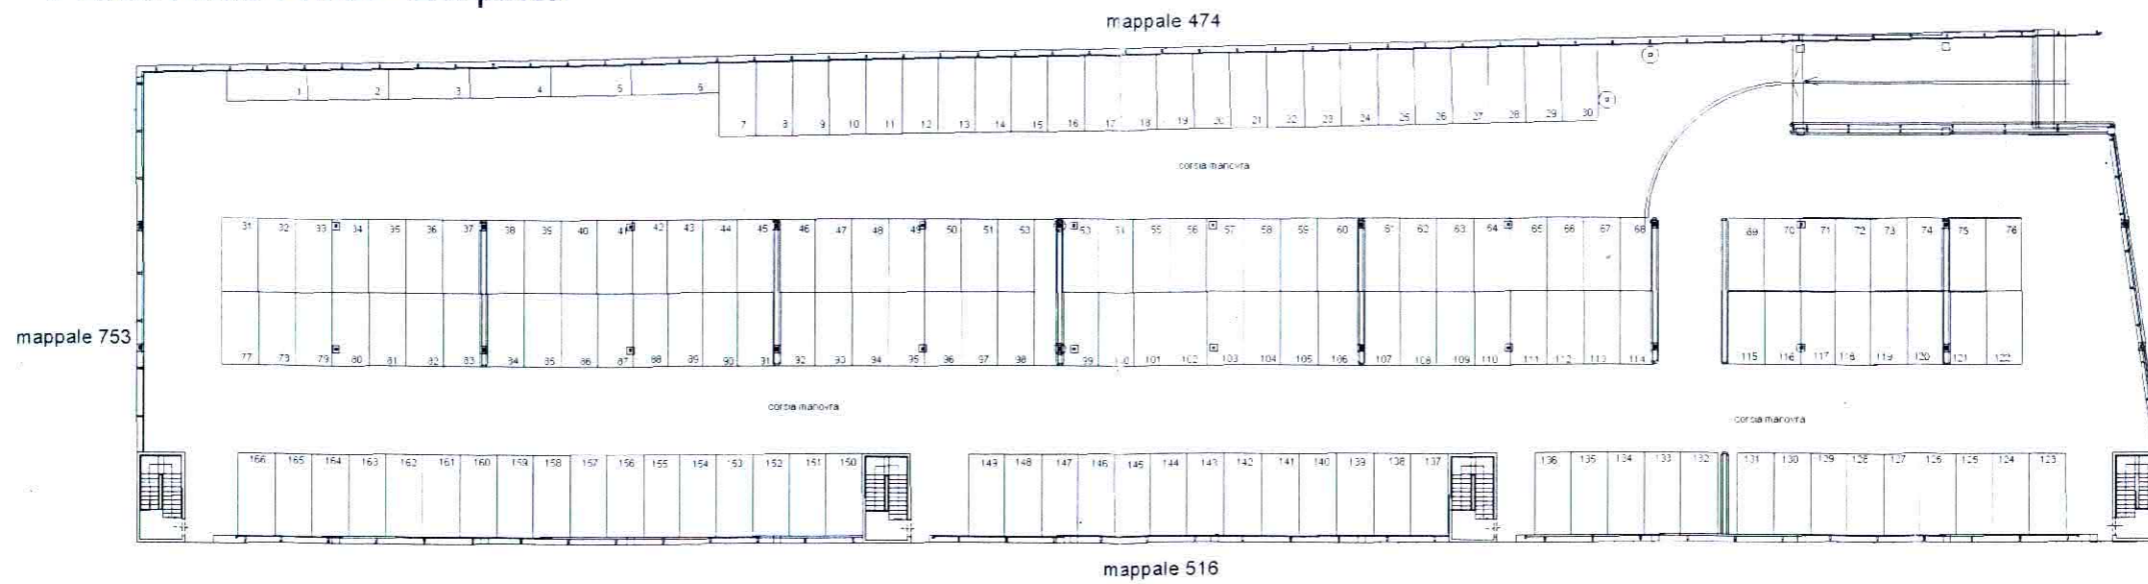 mappale 474
1 2 3 4 5 6
7 8 9 10 11 12 13 14 15 16 17 18 19 20 21 22 23 24 25 26 27 28 29 30
corsia manovra
31 32 33 34 35 36 37 38 39 40 41 42 43 44 45 46 47 48 49 50 51 52 53 54 55 56 57 58 59 60 61 62 63 64 65 66 67 68 69 70 71 72 73 74 75 76
mappale 753
77 78 79 80 81 82 83 84 85 86 87 88 89 90 91 92 93 94 95 96 97 98 99 100 101 102 103 104 105 106 107 108 109 110 111 112 113 114 115 116 117 118 119 120 121 122
corsia manovra
corsia manovra
166 165 164 163 162 161 160 159 158 157 156 155 154 153 152 151 150 149 148 147 146 145 144 143 142 141 140 139 138 137 136 135 134 133 132 131 130 129 128 127 126 125 124 123
mappale 516